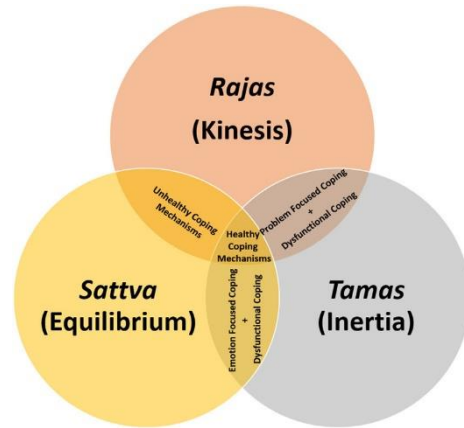 Rajas
(Kinesis)
Unhealthy Coping
Mechanisms
Problem Focused Coping
+
Dysfunctional Coping
Healthy
Coping
Mechanisms
Sattva
(Equilibrium)
Emotion Focused Coping
+
Dysfunctional Coping
Tamas
(Inertia)